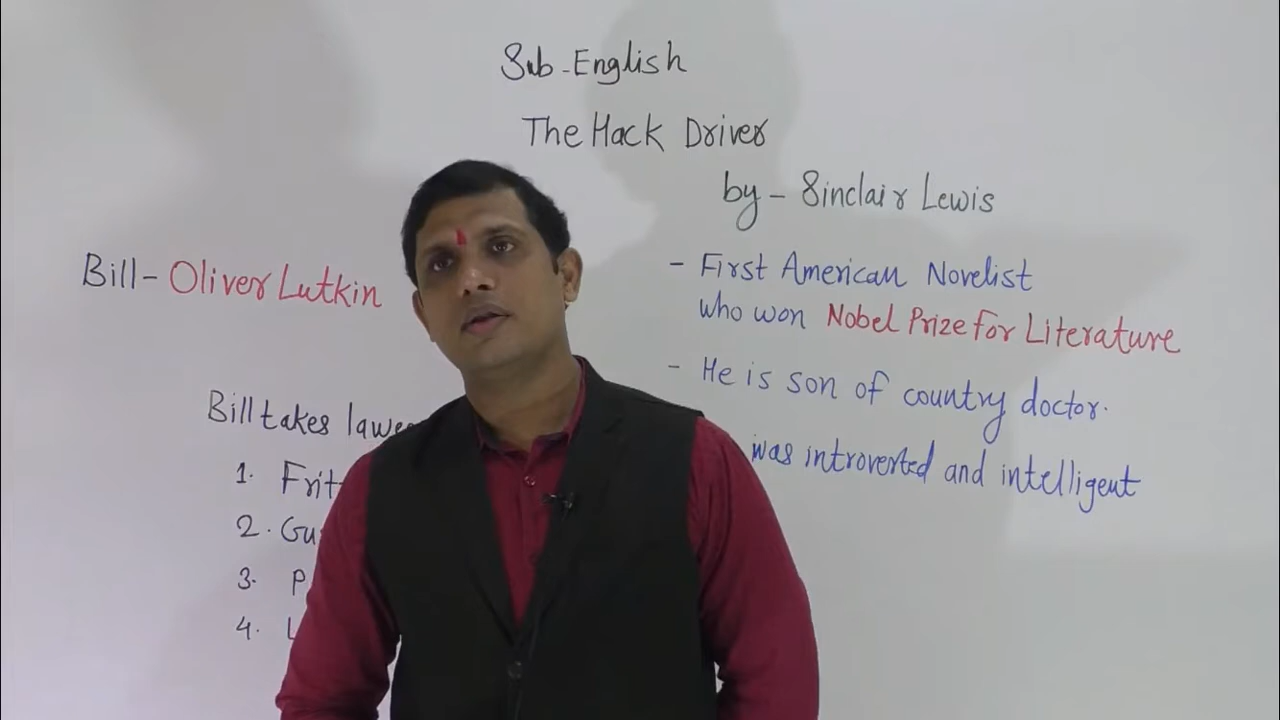 Sub-English
The Hack Driver
by - Sinclair Lewis
Bill - Oliver Lutkin
- First American Novelist
who won Nobel Prize for Literature
- He is son of country doctor.
was introverted and intelligent
Bill takes
1.
2.
3.
4.